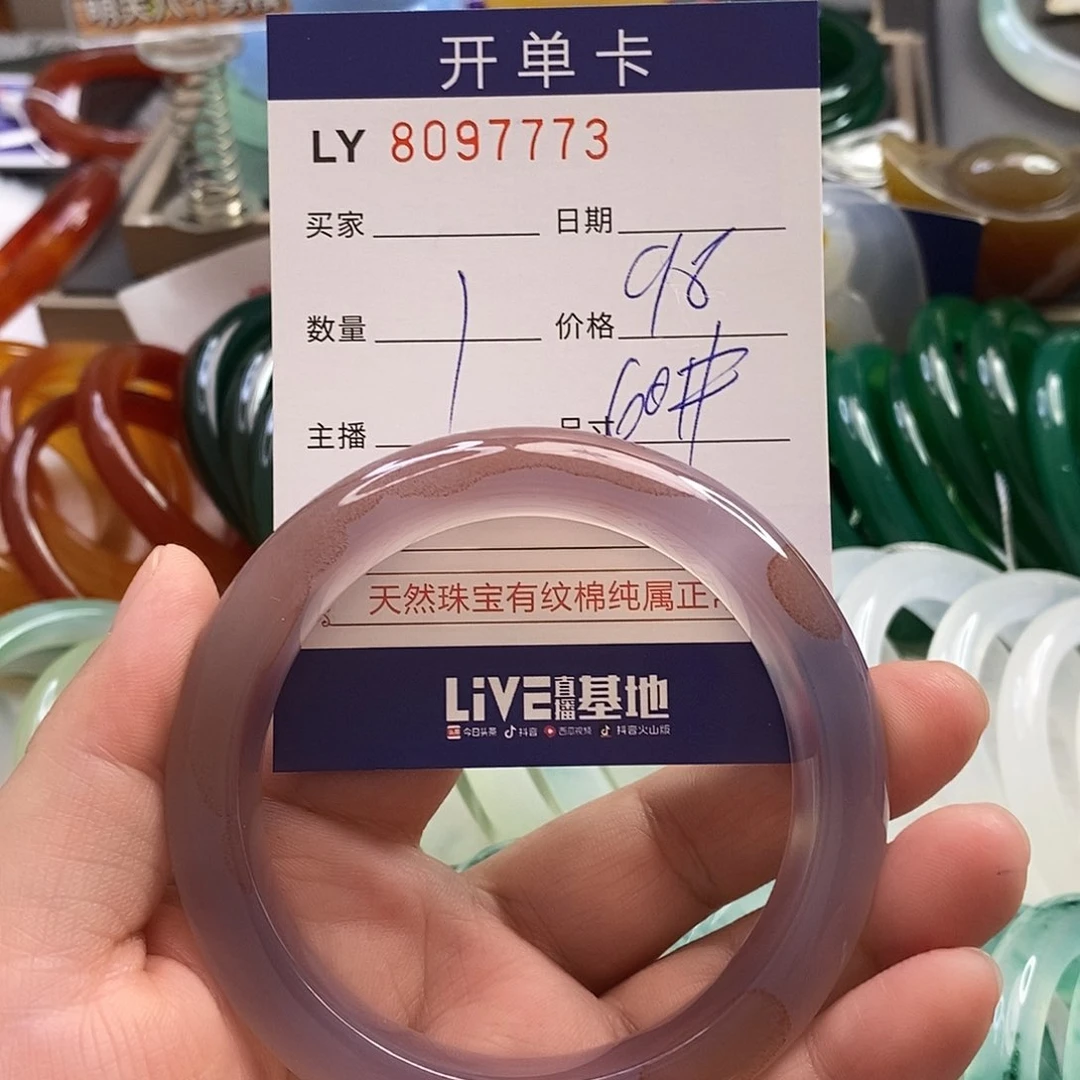 开单卡
LY 8097773
买家 日期
98
数量 1 价格
60#
主播 尺寸
天然珠宝有纹棉纯属正
LiVE直播基地
今日头条 抖音 西瓜视频 抖音火山版